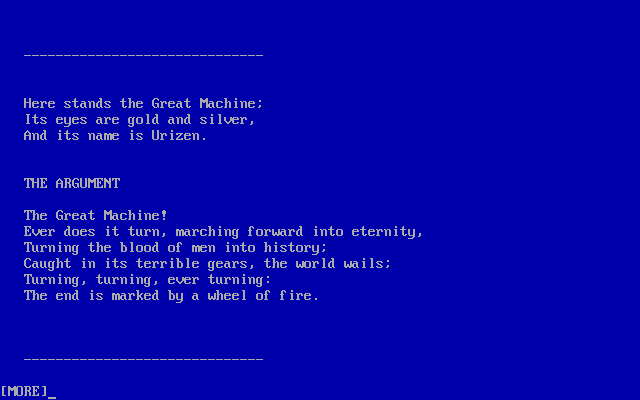 ------------------------------
Here stands the Great Machine;
Its eyes are gold and silver,
And its name is Urizen.
THE ARGUMENT
The Great Machine!
Ever does it turn, marching forward into eternity,
Turning the blood of men into history;
Caught in its terrible gears, the world wails;
Turning, turning, ever turning:
The end is marked by a wheel of fire.
------------------------------
[MORE]_